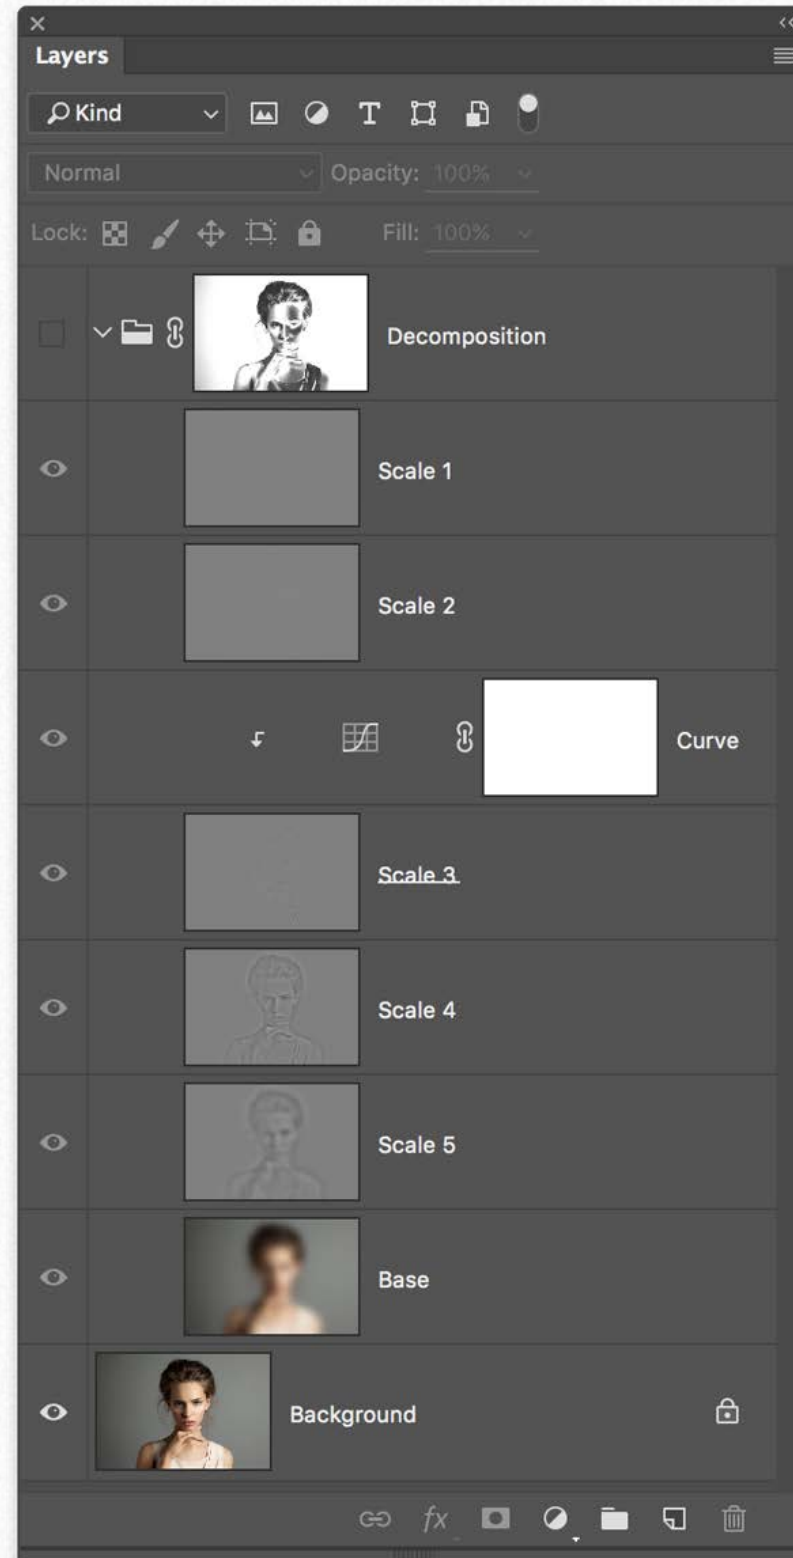 Layers
Kind
Normal Opacity: 100%
Lock: Fill: 100%
Decomposition
Scale 1
Scale 2
Curve
Scale 3
Scale 4
Scale 5
Base
Background
fx